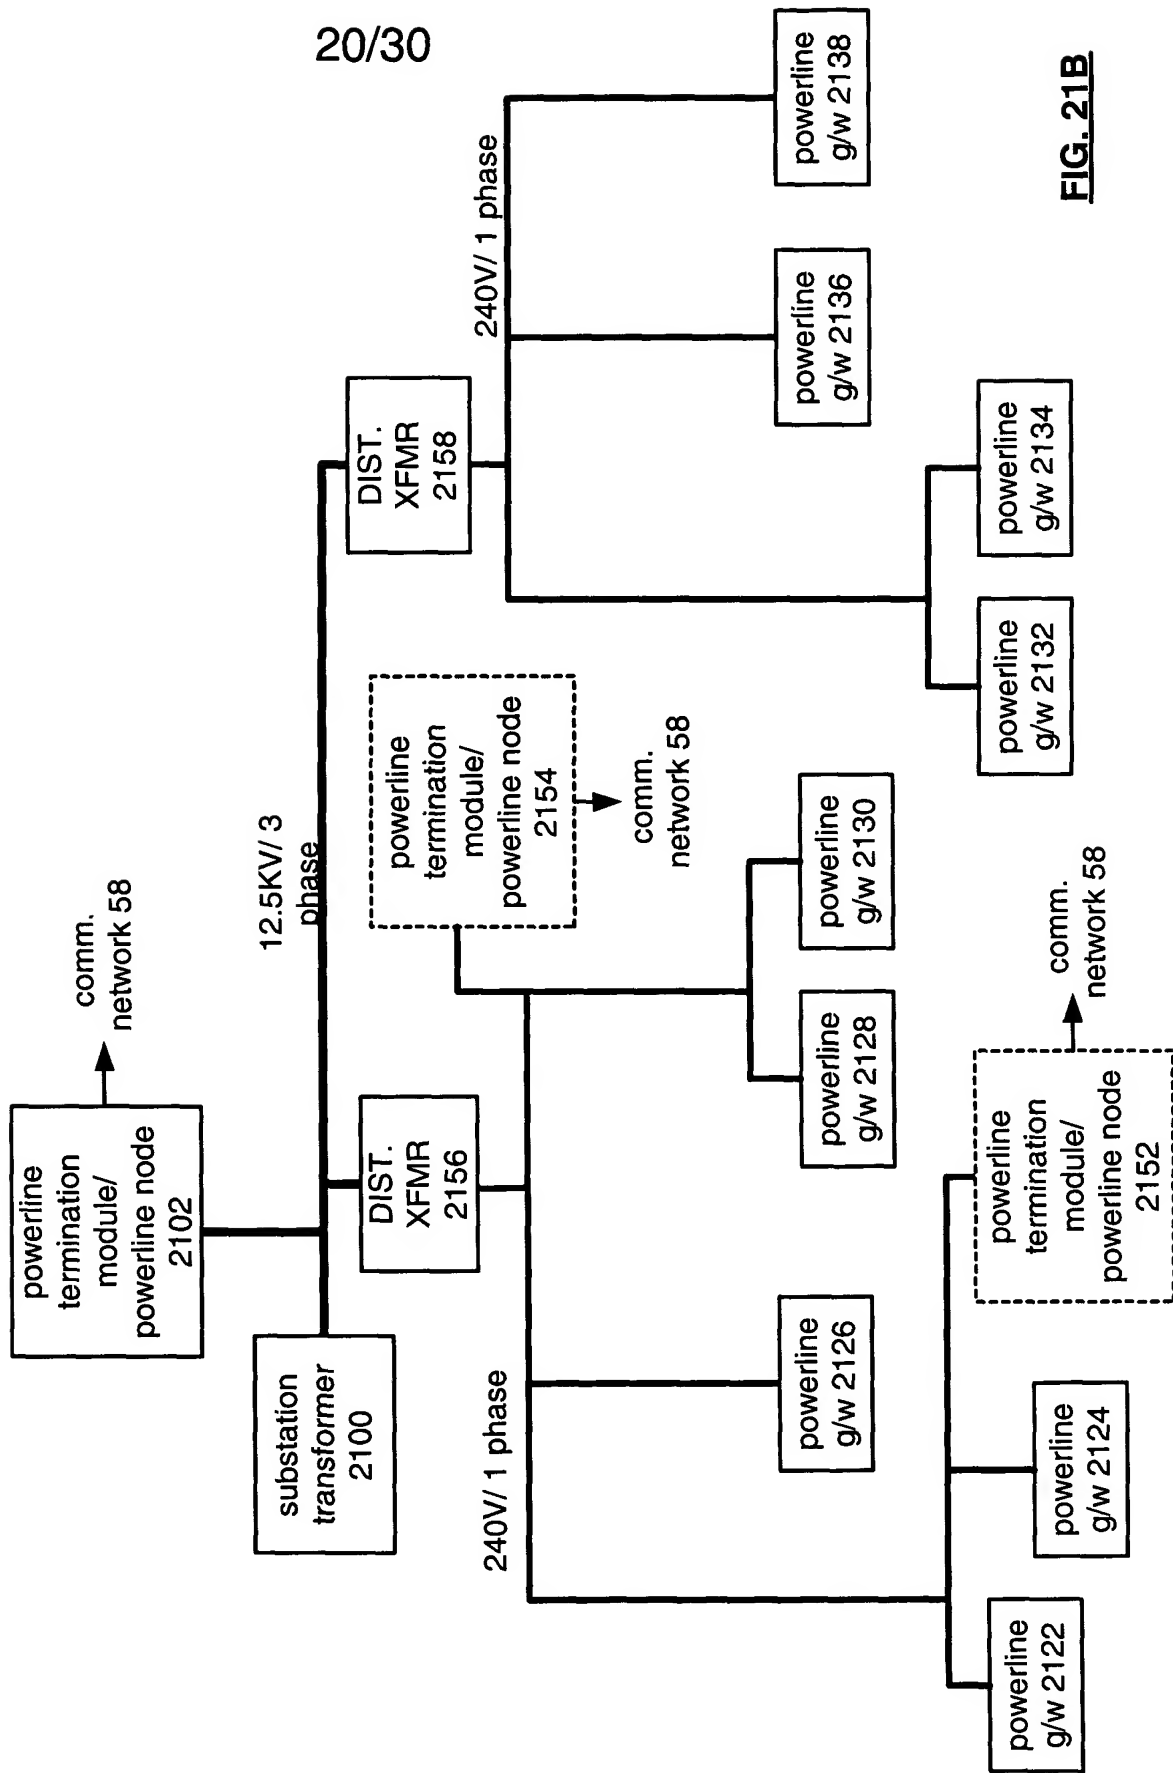 20/30
powerline
termination
module/
powerline node
2102
comm.
network 58
substation
transformer
2100
12.5KV/ 3
phase
DIST.
XFMR
2156
DIST.
XFMR
2158
240V/ 1 phase
240V/ 1 phase
powerline
termination
module/
powerline node
2154
comm.
network 58
powerline
g/w 2126
powerline
g/w 2128
powerline
g/w 2130
powerline
g/w 2136
powerline
g/w 2138
powerline
g/w 2122
powerline
g/w 2124
powerline
termination
module/
powerline node
2152
comm.
network 58
powerline
g/w 2132
powerline
g/w 2134
FIG. 21B